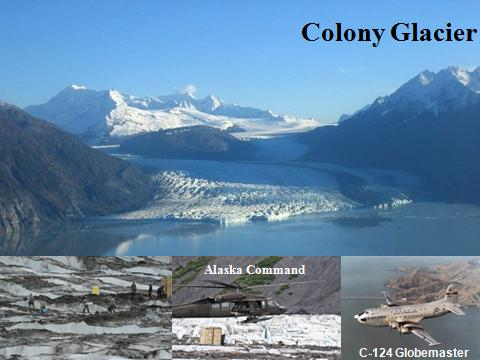 Colony Glacier
Alaska Command
C-124 Globemaster